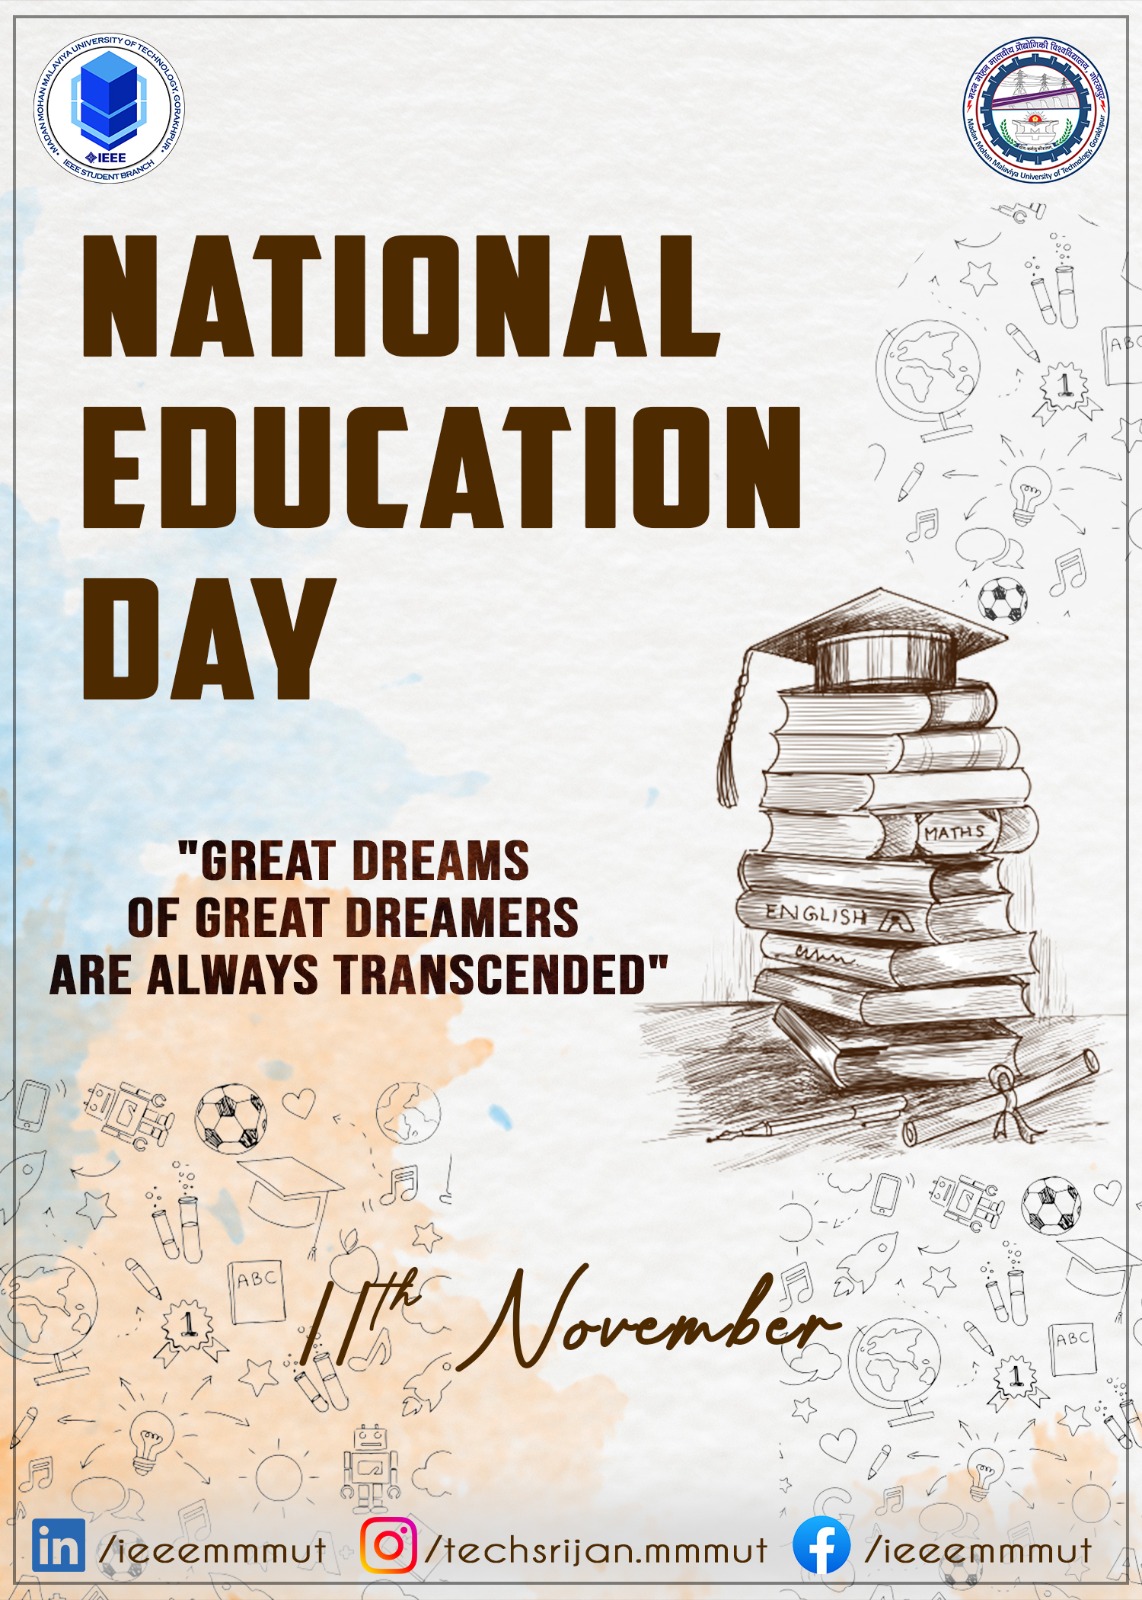 MADAN MOHAN MALAVIYA UNIVERSITY OF TECHNOLOGY, GORAKHPUR
IEEE
IEEE STUDENT BRANCH
मदन मोहन मालवीय प्रौद्योगिकी विश्वविद्यालय, गोरखपुर
Madan Mohan Malaviya University of Technology, Gorakhpur
NATIONAL
EDUCATION
DAY
ABC
1
MATHS
ENGLISH A
"GREAT DREAMS
OF GREAT DREAMERS
ARE ALWAYS TRANSCENDED"
ABC
1
11th November
ABC
1
/ieeemmmut
/techsrijan.mmmut
/ieeemmmut